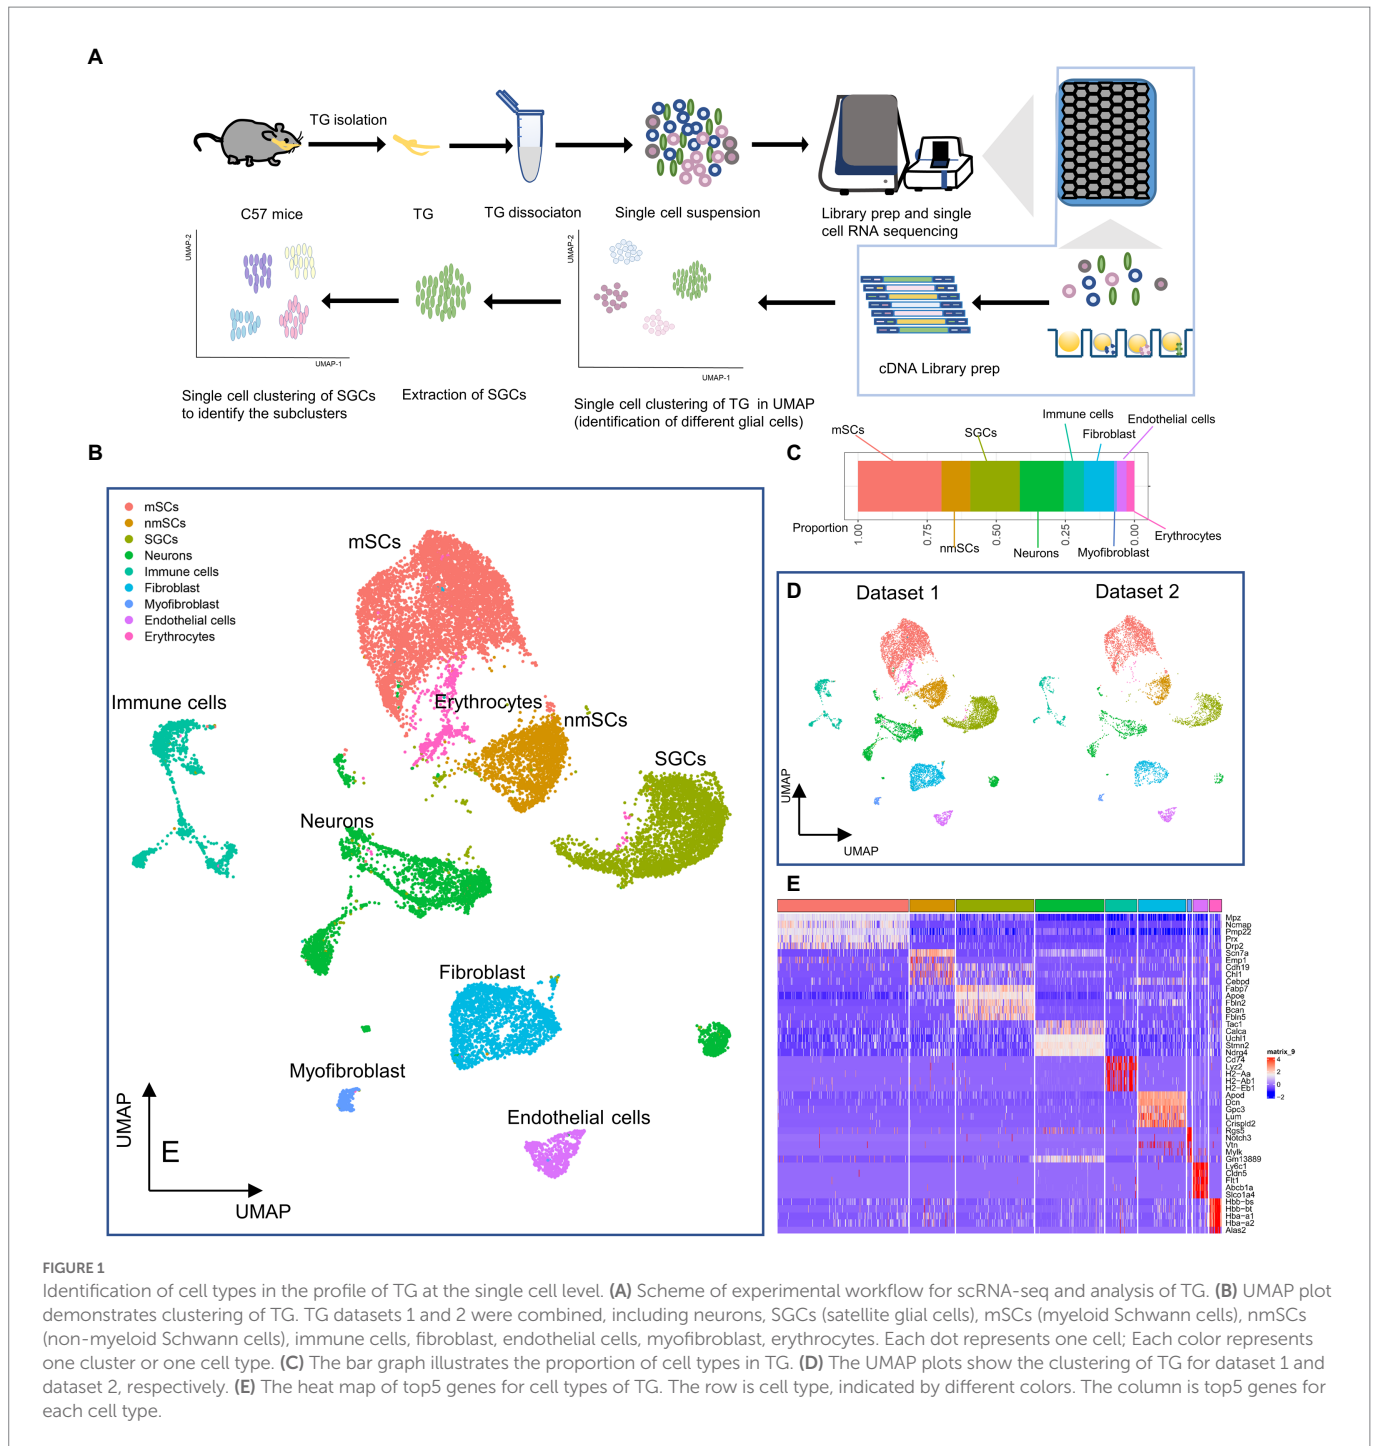 A
TG isolation
C57 mice
TG
TG dissociaton
Single cell suspension
Library prep and single
cell RNA sequencing
UMAP-2
UMAP-1
Single cell clustering of SGCs
to identify the subclusters
Extraction of SGCs
UMAP-2
UMAP-1
Single cell clustering of TG in UMAP
(identification of different glial cells)
cDNA Library prep
B
mSCs
nmSCs
SGCs
Neurons
Immune cells
Fibroblast
Myofibroblast
Endothelial cells
Erythrocytes
mSCs
Erythrocytes
nmSCs
Immune cells
SGCs
Neurons
Fibroblast
Myofibroblast
Endothelial cells
E
UMAP
UMAP
C
mSCs
SGCs
Immune cells
Fibroblast
Endothelial cells
Proportion
1.00
0.75
0.50
0.25
0.00
nmSCs
Neurons
Myofibroblast
Erythrocytes
D
Dataset 1
Dataset 2
UMAP
UMAP
E
Mpz
Ncmap
Pmp22
Prx
Drp2
Scn7a
Emp1
Cdh19
Chl1
Cebpd
Fabp7
Apoe
Fbln2
Bcan
Fbln5
Tac1
Calca
Uchl1
Stmn2
Ndrg4
Cd74
Lyz2
H2-Aa
H2-Ab1
H2-Eb1
Apod
Dcn
Gpc3
Lum
Crispld2
Rgs5
Notch3
Vtn
Mylk
Gm13889
Ly6c1
Cldn5
Flt1
Abcb1a
Slco1a4
Hbb-bs
Hbb-bt
Hba-a1
Hba-a2
Alas2
matrix_9
4
2
0
-2
FIGURE 1
Identification of cell types in the profile of TG at the single cell level. (A) Scheme of experimental workflow for scRNA-seq and analysis of TG. (B) UMAP plot
demonstrates clustering of TG. TG datasets 1 and 2 were combined, including neurons, SGCs (satellite glial cells), mSCs (myeloid Schwann cells), nmSCs
(non-myeloid Schwann cells), immune cells, fibroblast, endothelial cells, myofibroblast, erythrocytes. Each dot represents one cell; Each color represents
one cluster or one cell type. (C) The bar graph illustrates the proportion of cell types in TG. (D) The UMAP plots show the clustering of TG for dataset 1 and
dataset 2, respectively. (E) The heat map of top5 genes for cell types of TG. The row is cell type, indicated by different colors. The column is top5 genes for
each cell type.